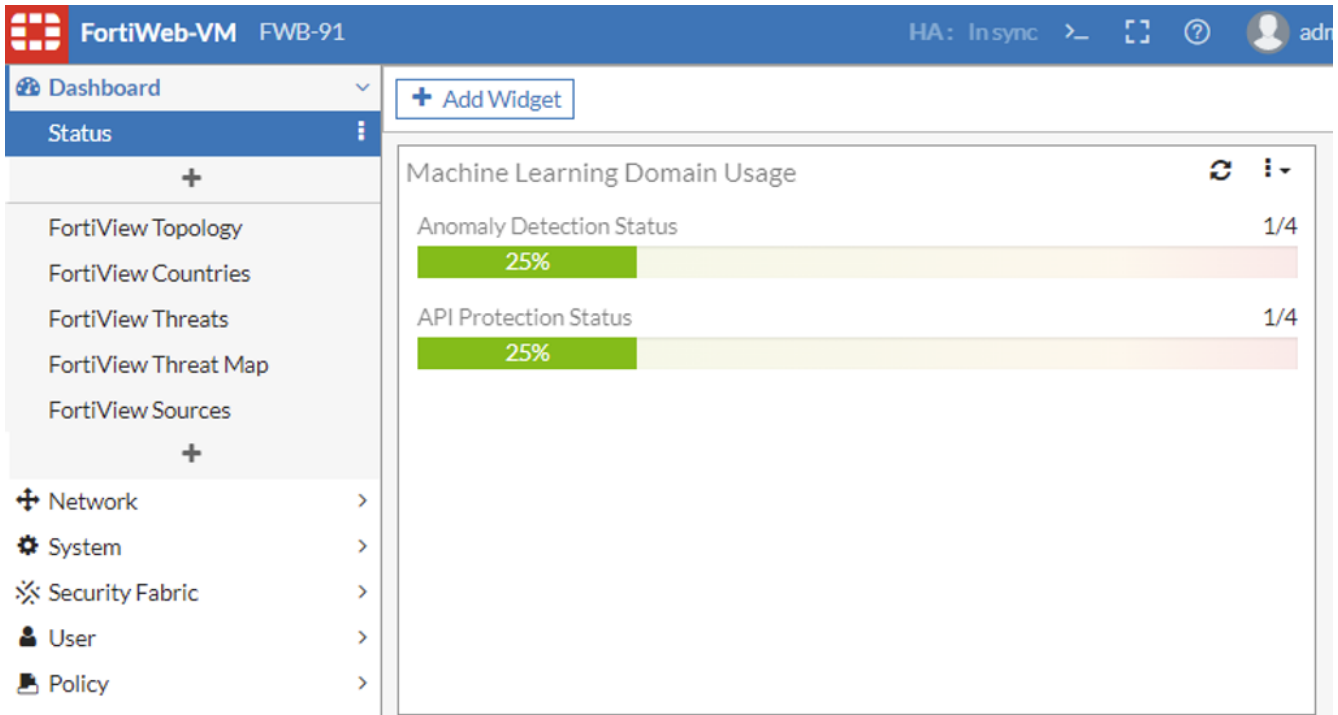 FortiWeb-VM FWB-91 HA: In sync >_
Dashboard
Status
+
FortiView Topology
FortiView Countries
FortiView Threats
FortiView Threat Map
FortiView Sources
+
Network
System
Security Fabric
User
Policy
+ Add Widget
Machine Learning Domain Usage
Anomaly Detection Status 1/4
25%
API Protection Status 1/4
25%